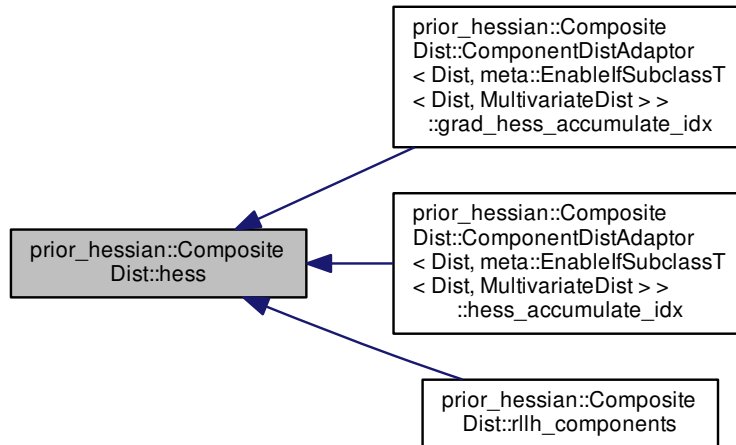 prior_hessian::Composite
Dist::ComponentDistAdaptor
< Dist, meta::EnableIfSubclassT
< Dist, MultivariateDist > >
::grad_hess_accumulate_idx
prior_hessian::Composite
Dist::hess
prior_hessian::Composite
Dist::ComponentDistAdaptor
< Dist, meta::EnableIfSubclassT
< Dist, MultivariateDist > >
::hess_accumulate_idx
prior_hessian::Composite
Dist::rllh_components